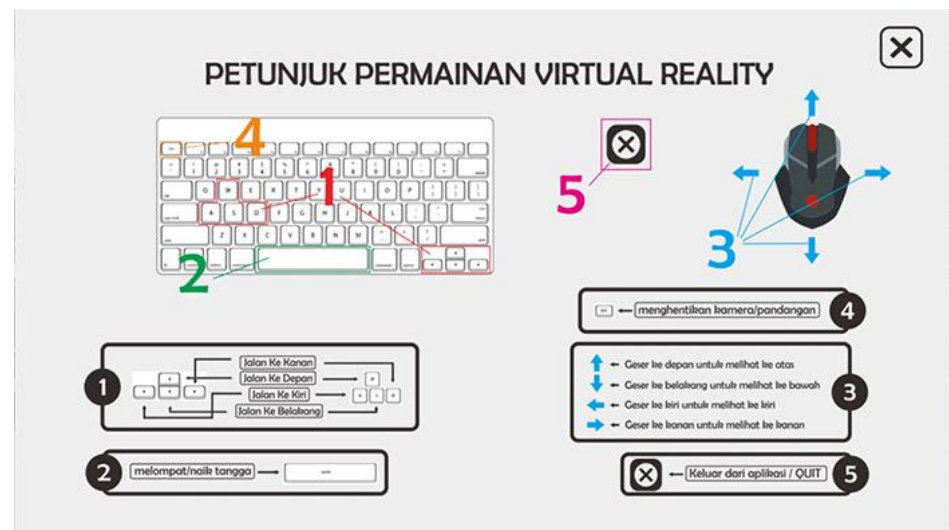 PETUNJUK PERMAINAN VIRTUAL REALITY
4
1
2
5
3
Q W E R T Y U I O P
A S D F G H J K L
Z X C V B N M
1
Jalan Ke Kanan
Jalan Ke Depan
Jalan Ke Kiri
Jalan Ke Belakang
2
melompat/naik tangga
menghentikan kamera/pandangan
4
Geser ke depan untuk melihat ke atas
Geser ke belakang untuk melihat ke bawah
Geser ke kiri untuk melihat ke kiri
Geser ke kanan untuk melihat ke kanan
3
Keluar dari aplikasi / QUIT
5